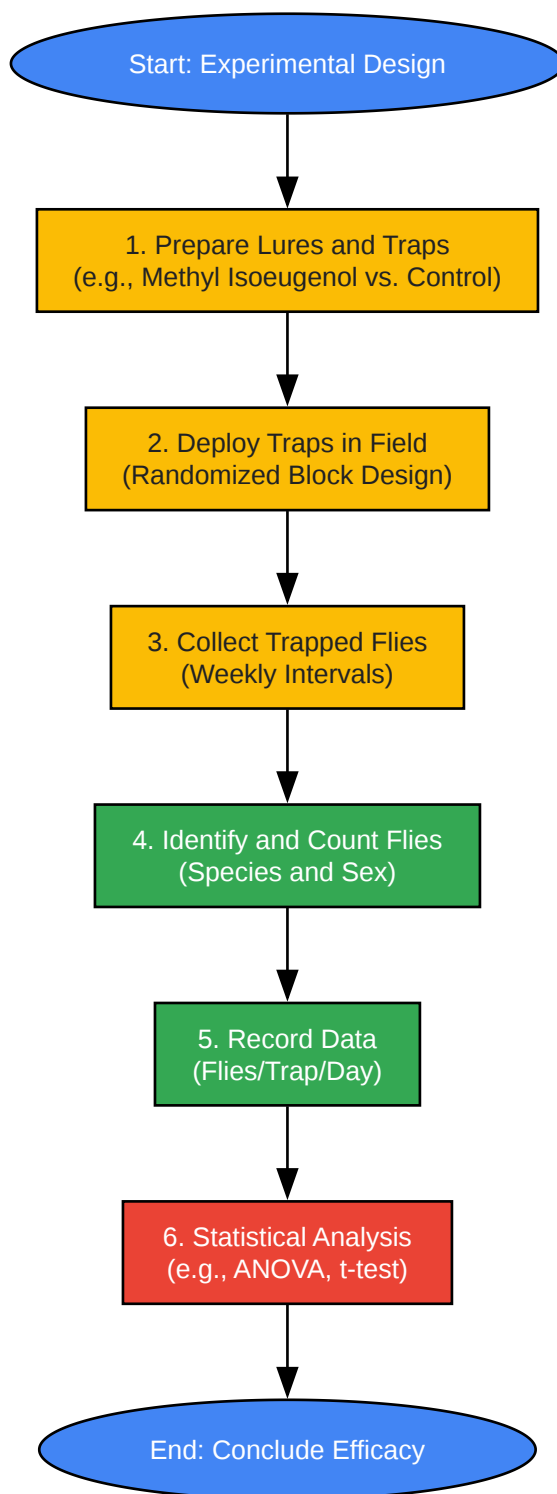 Start: Experimental Design
1. Prepare Lures and Traps
(e.g., Methyl Isoeugenol vs. Control)
2. Deploy Traps in Field
(Randomized Block Design)
3. Collect Trapped Flies
(Weekly Intervals)
4. Identify and Count Flies
(Species and Sex)
5. Record Data
(Flies/Trap/Day)
6. Statistical Analysis
(e.g., ANOVA, t-test)
End: Conclude Efficacy